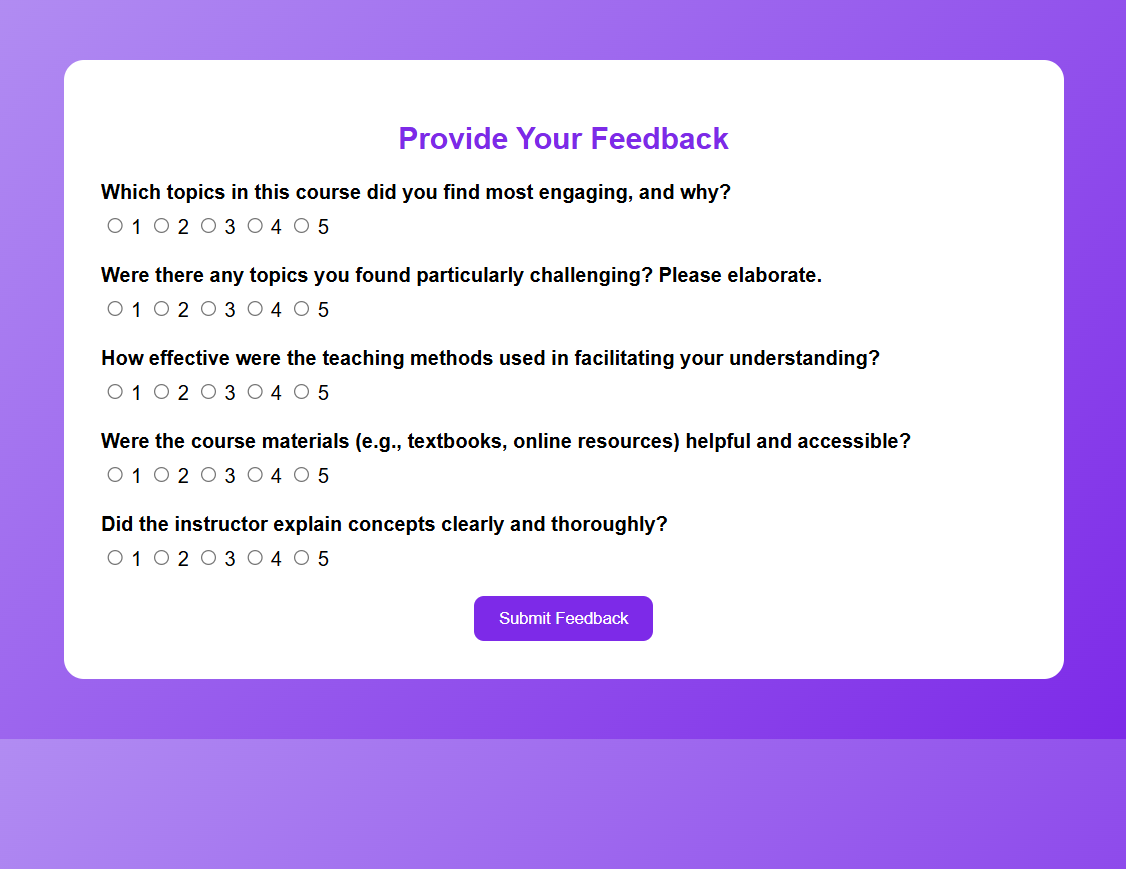 Provide Your Feedback
Which topics in this course did you find most engaging, and why?
1 2 3 4 5
Were there any topics you found particularly challenging? Please elaborate.
1 2 3 4 5
How effective were the teaching methods used in facilitating your understanding?
1 2 3 4 5
Were the course materials (e.g., textbooks, online resources) helpful and accessible?
1 2 3 4 5
Did the instructor explain concepts clearly and thoroughly?
1 2 3 4 5
Submit Feedback